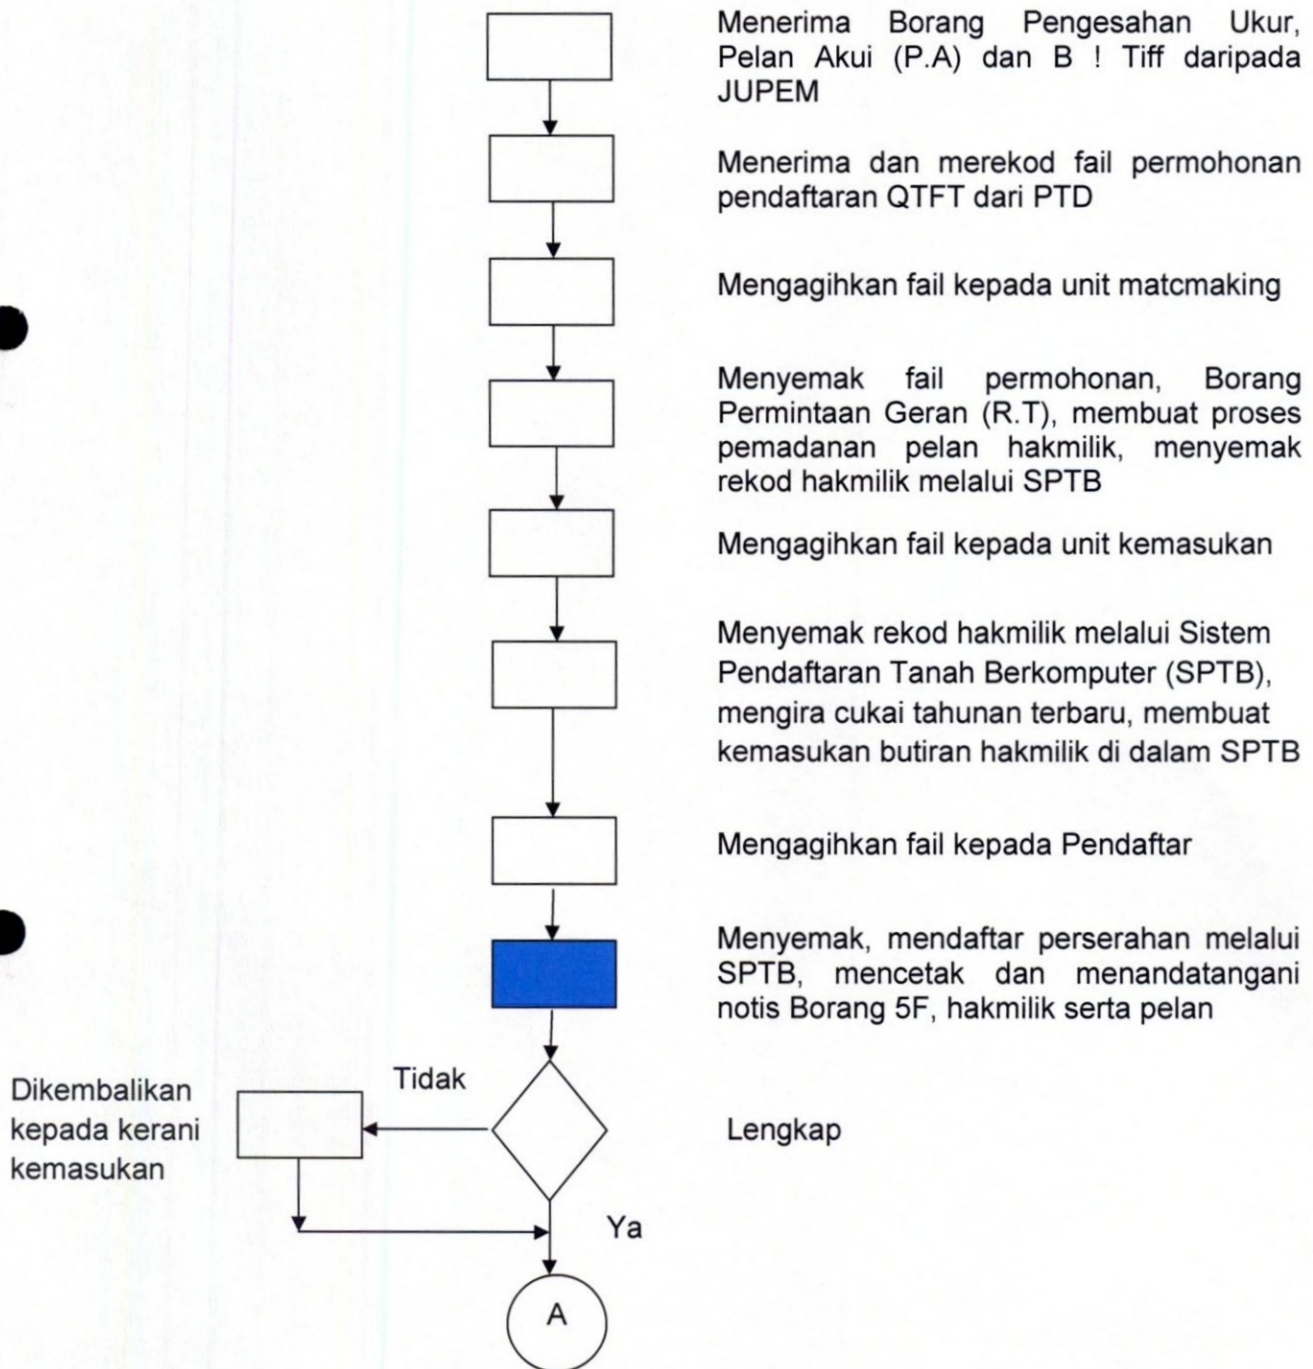 Menerima Borang Pengesahan Ukur,
Pelan Akui (P.A) dan B ! Tiff daripada
JUPEM
Menerima dan merekod fail permohonan
pendaftaran QTFT dari PTD
Mengagihkan fail kepada unit matcmaking
Menyemak fail permohonan, Borang
Permintaan Geran (R.T), membuat proses
pemadanan pelan hakmilik, menyemak
rekod hakmilik melalui SPTB
Mengagihkan fail kepada unit kemasukan
Menyemak rekod hakmilik melalui Sistem
Pendaftaran Tanah Berkomputer (SPTB),
mengira cukai tahunan terbaru, membuat
kemasukan butiran hakmilik di dalam SPTB
Mengagihkan fail kepada Pendaftar
Menyemak, mendaftar perserahan melalui
SPTB, mencetak dan menandatangani
notis Borang 5F, hakmilik serta pelan
Tidak
Dikembalikan
kepada kerani
kemasukan
Lengkap
Ya
A